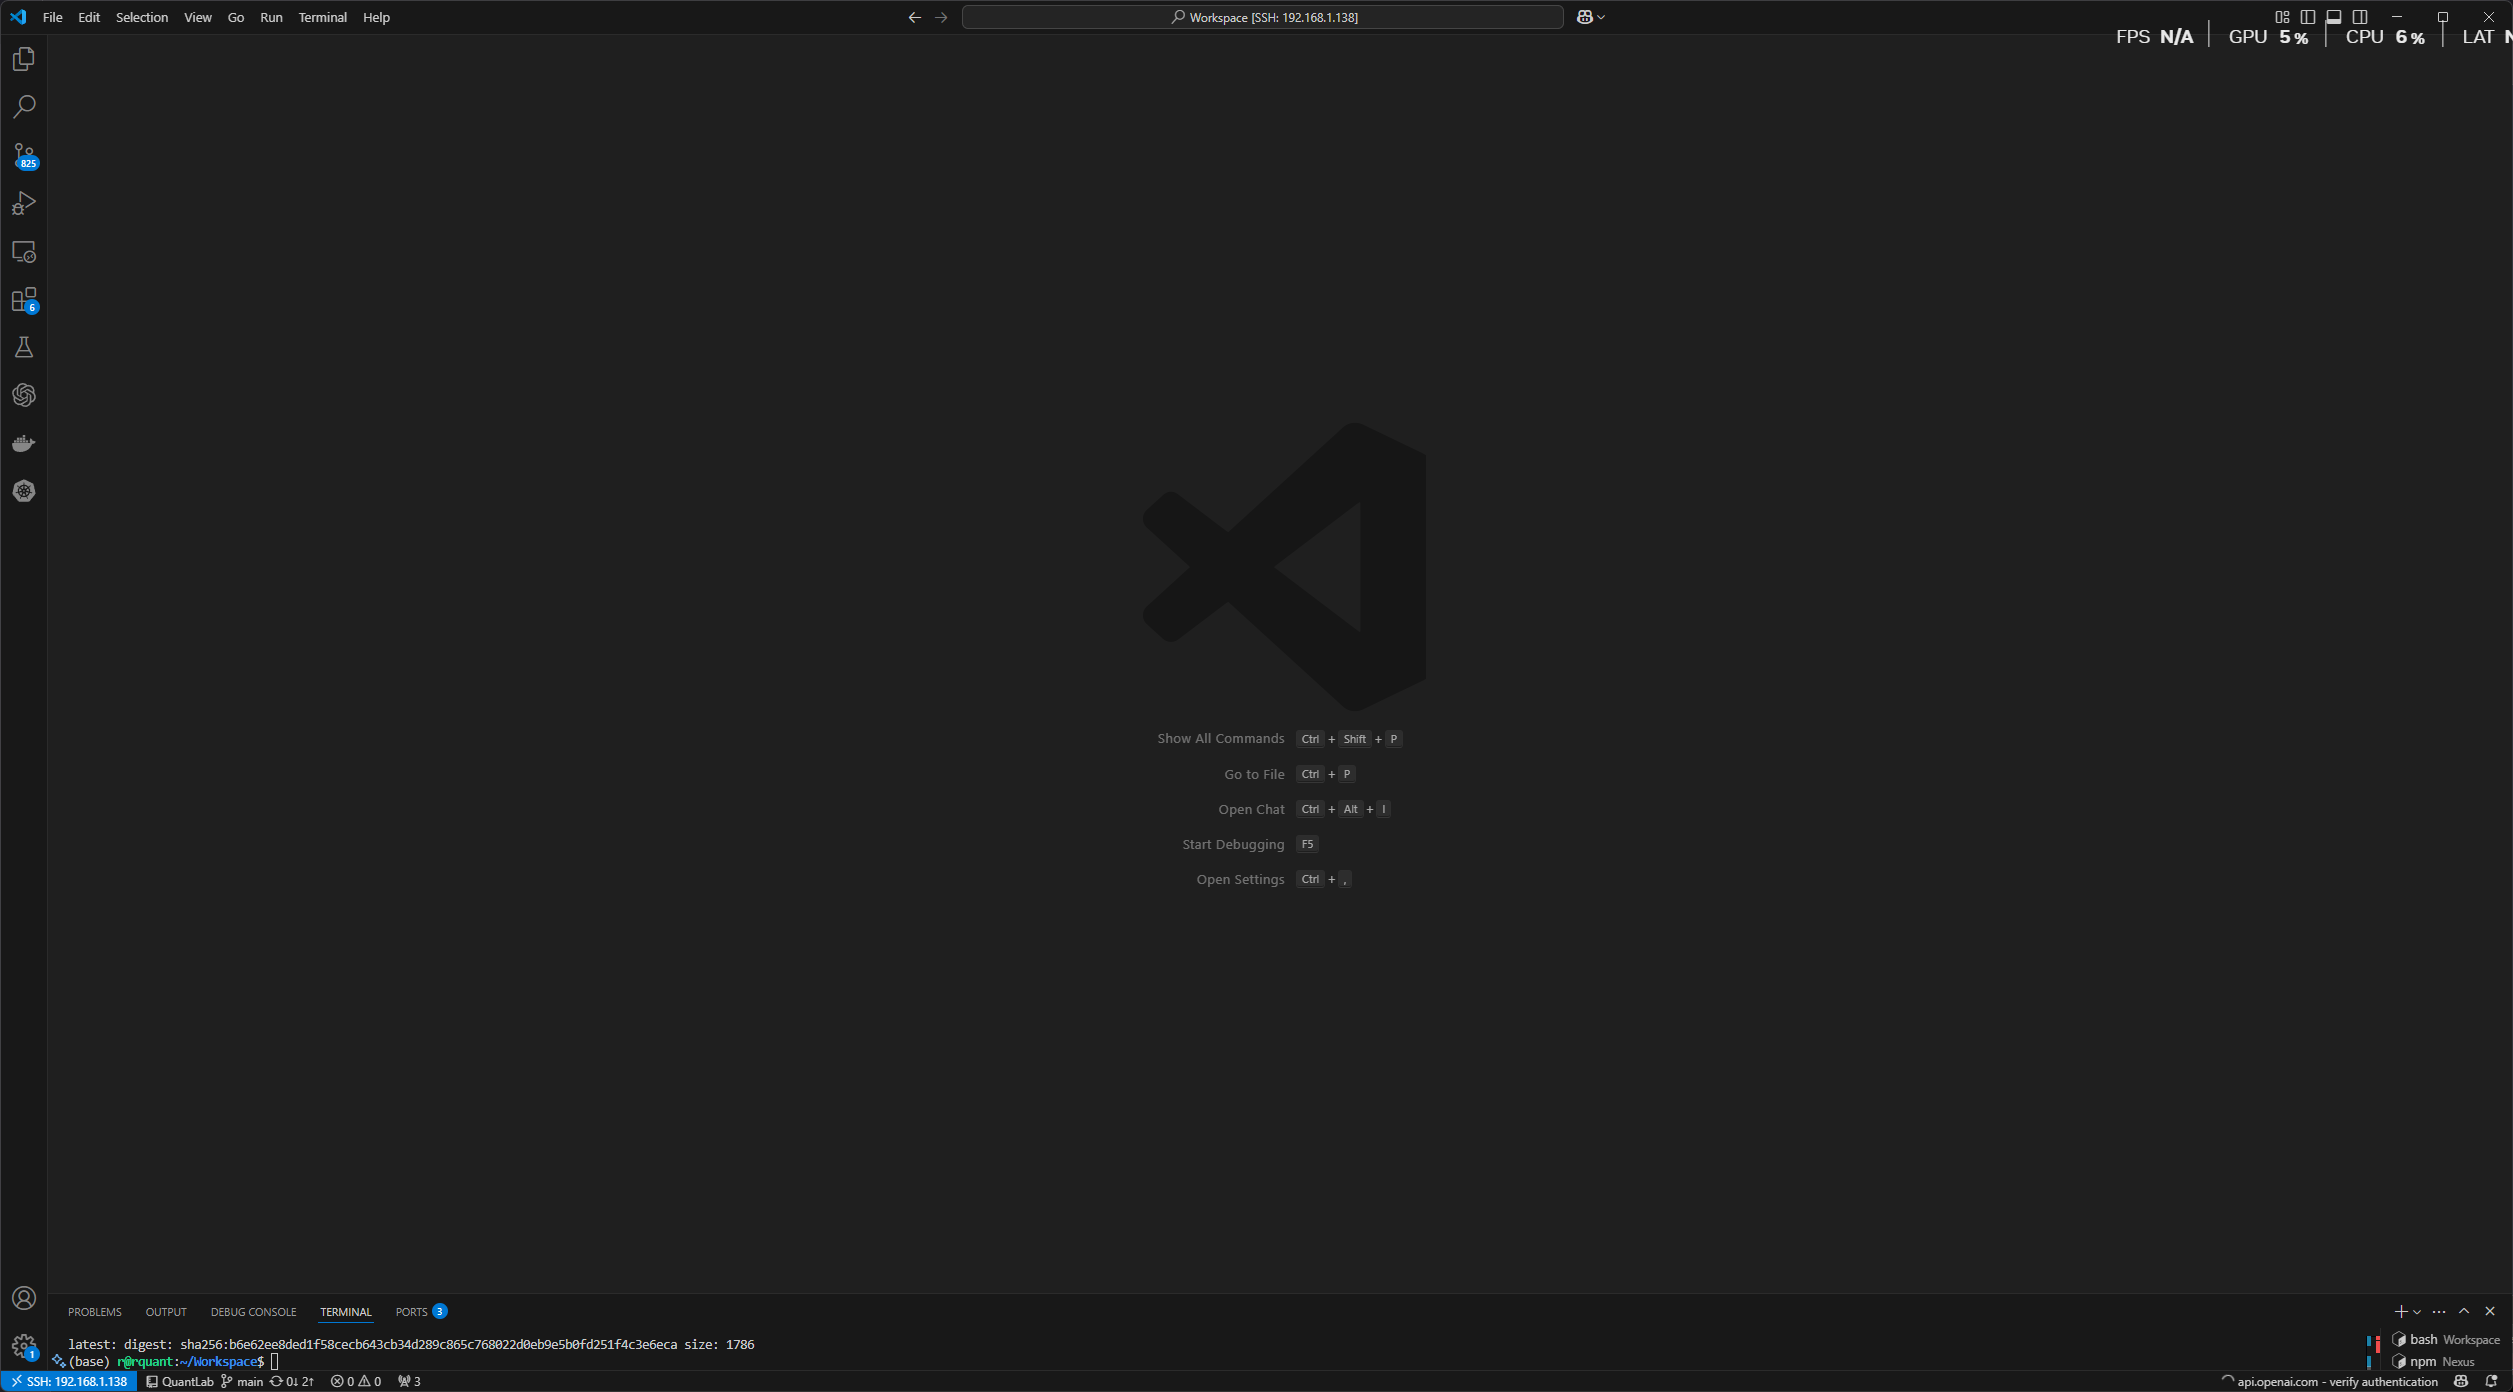 File Edit Selection View Go Run Terminal Help
Workspace [SSH: 192.168.1.138]
FPS N/A GPU 5 % CPU 6 % LAT N
825
6
Show All Commands Ctrl + Shift + P
Go to File Ctrl + P
Open Chat Ctrl + Alt + I
Start Debugging F5
Open Settings Ctrl + ,
PROBLEMS OUTPUT DEBUG CONSOLE TERMINAL PORTS 3
latest: digest: sha256:b6e62ee8ded1f58cecb643cb34d289c865c768022d0eb9e5b0fd251f4c3e6eca size: 1786
(base) r@rquant:~/Workspace$
bash Workspace
npm Nexus
1
SSH: 192.168.1.138 QuantLab main 0↓ 2↑ 0 0 3
api.openai.com - verify authentication